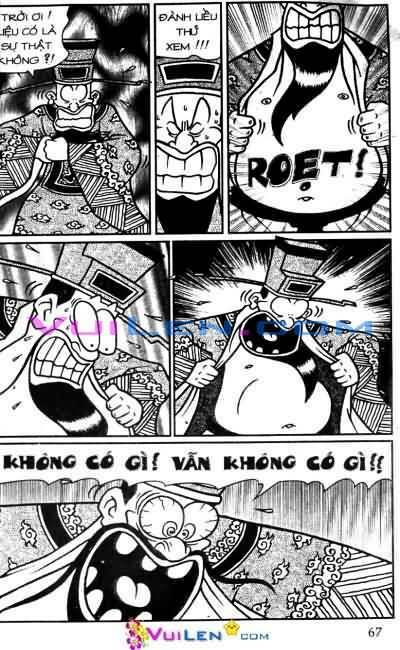 TRỜI ƠI !
LIỆU CÓ LÀ
SỰ THẬT
KHÔNG ?!
ĐÀNH LIỀU
THỬ
XEM !!!
ROẸT!
VUILEN.COM
KHÔNG CÓ GÌ! VẪN KHÔNG CÓ GÌ!!
67
VUILEN.COM